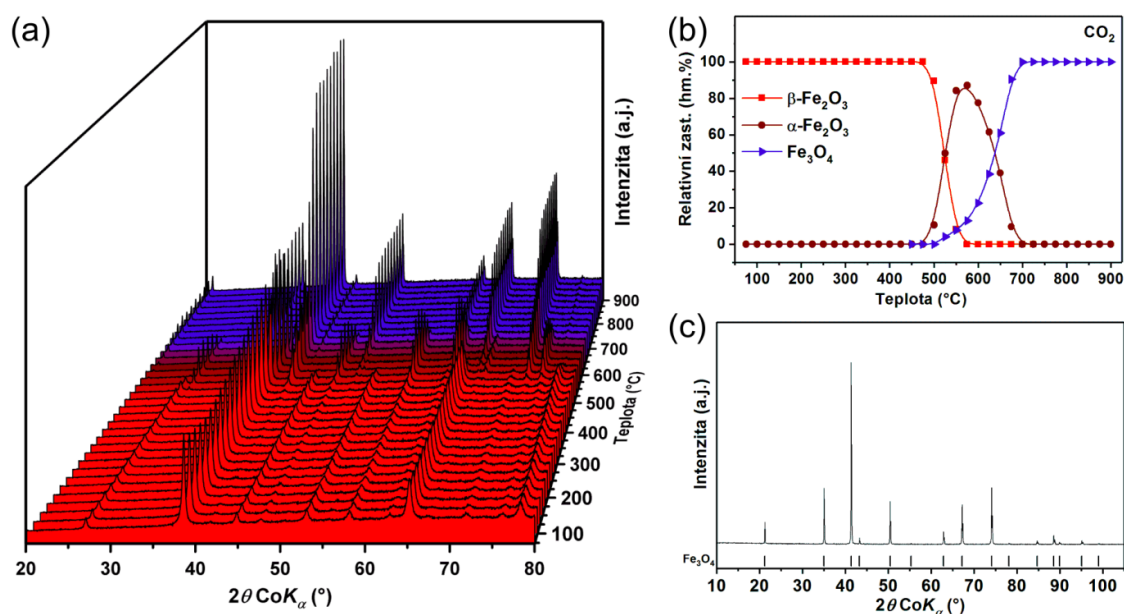 (a)
Intenzita (a.j.)
900
800
700
600
500
400
300
200
100
Teplota (°C)
20 30 40 50 60 70 80
2θ CoKα (°)
(b)
CO₂
100
80
60
40
20
0
Relativní zast. (hm.%)
β-Fe₂O₃
α-Fe₂O₃
Fe₃O₄
100 200 300 400 500 600 700 800 900
Teplota (°C)
(c)
Intenzita (a.j.)
Fe₃O₄
10 20 30 40 50 60 70 80 90 100
2θ CoKα (°)